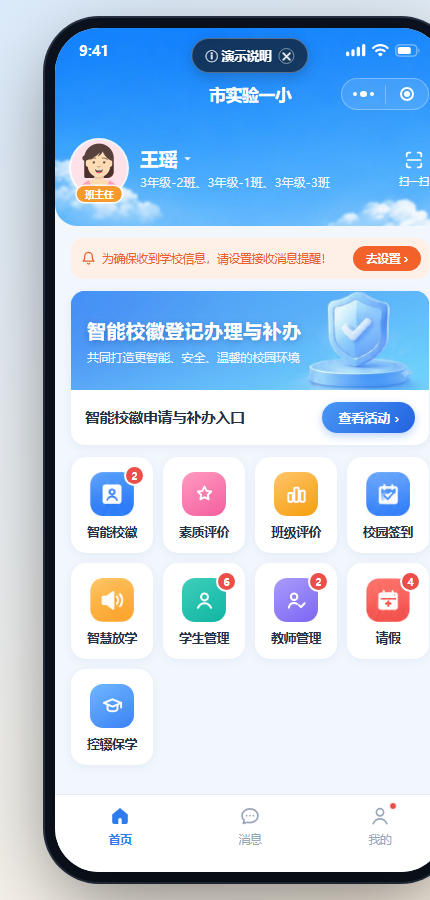 9:41
演示说明
市实验一小
王瑶
3年级-2班、3年级-1班、3年级-3班
班主任
扫一扫
为确保收到学校信息，请设置接收消息提醒！
去设置 ›
智能校徽登记办理与补办
共同打造更智能、安全、温馨的校园环境
智能校徽申请与补办入口
查看活动 ›
2
智能校徽
素质评价
班级评价
校园签到
6
2
4
智慧放学
学生管理
教师管理
请假
控辍保学
首页
消息
我的